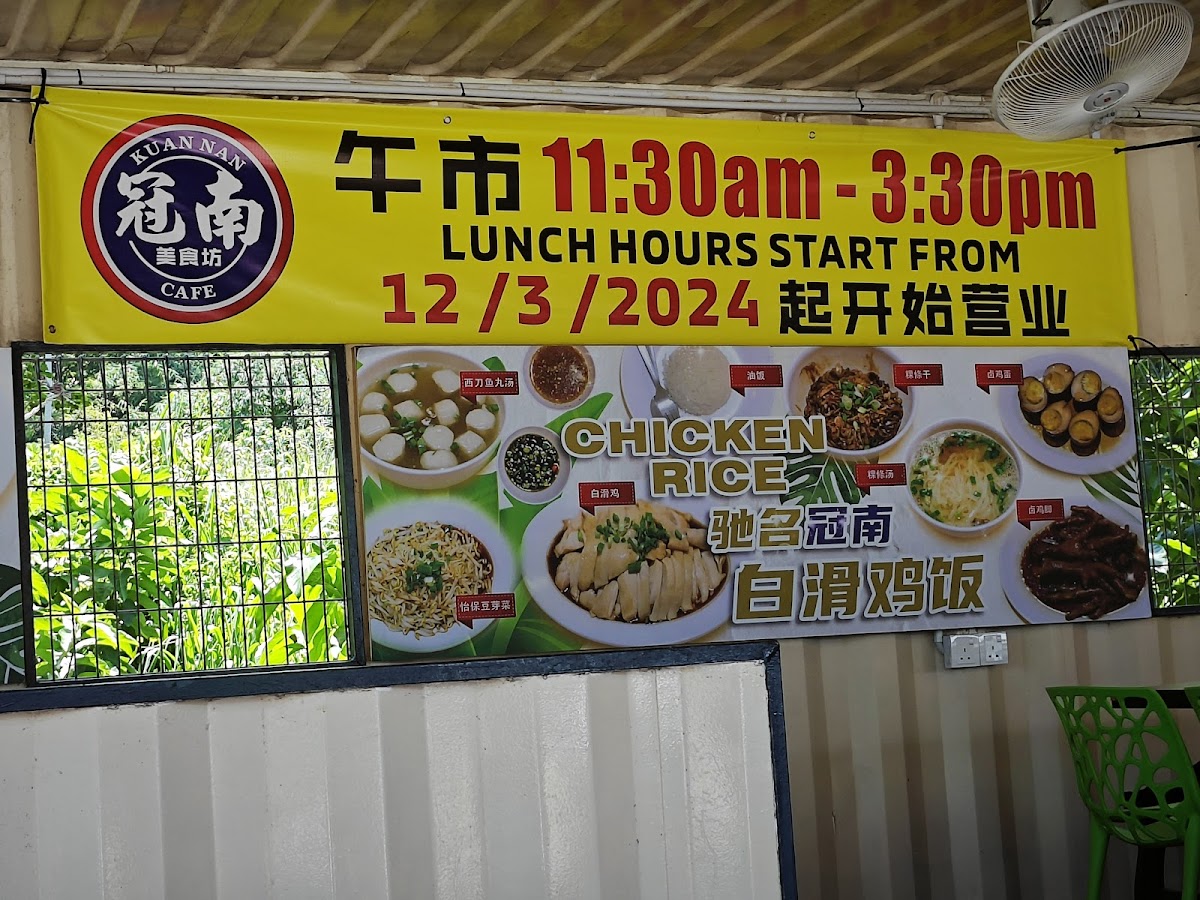 KUAN NAN
冠南
美食坊
CAFE
午市 11:30am - 3:30pm
LUNCH HOURS START FROM
12 /3 /2024 起开始营业
西刀鱼丸汤
油饭
粿条干
卤鸡蛋
CHICKEN
RICE
粿条汤
白滑鸡
卤鸡脚
驰名冠南
白滑鸡饭
怡保豆芽菜